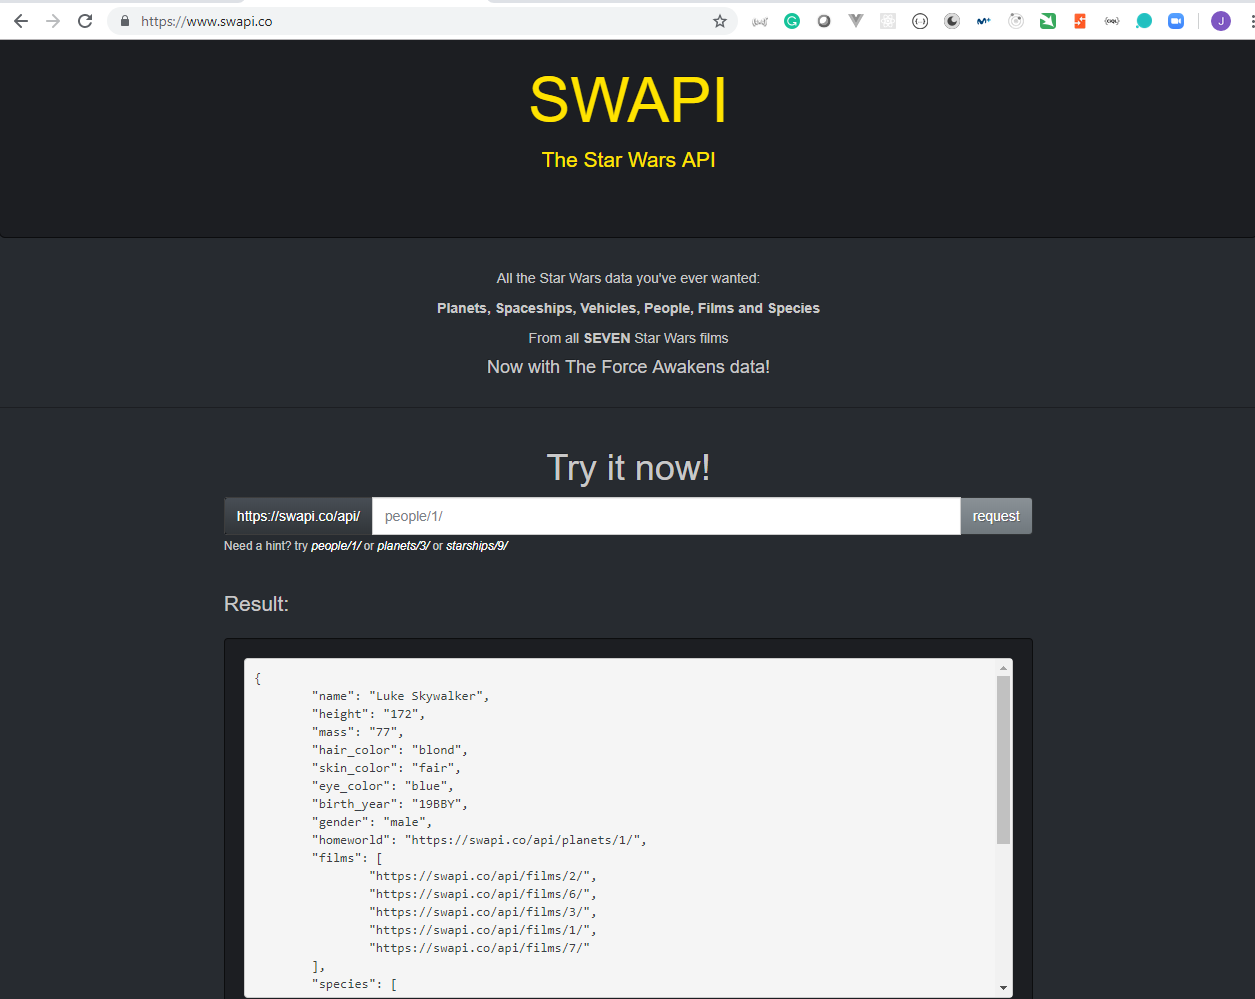 https://www.swapi.co
J
SWAPI
The Star Wars API
All the Star Wars data you've ever wanted:
Planets, Spaceships, Vehicles, People, Films and Species
From all SEVEN Star Wars films
Now with The Force Awakens data!
Try it now!
https://swapi.co/api/ people/1/ request
Need a hint? try people/1/ or planets/3/ or starships/9/
Result:
{
"name": "Luke Skywalker",
"height": "172",
"mass": "77",
"hair_color": "blond",
"skin_color": "fair",
"eye_color": "blue",
"birth_year": "19BBY",
"gender": "male",
"homeworld": "https://swapi.co/api/planets/1/",
"films": [
"https://swapi.co/api/films/2/",
"https://swapi.co/api/films/6/",
"https://swapi.co/api/films/3/",
"https://swapi.co/api/films/1/",
"https://swapi.co/api/films/7/"
],
"species": [